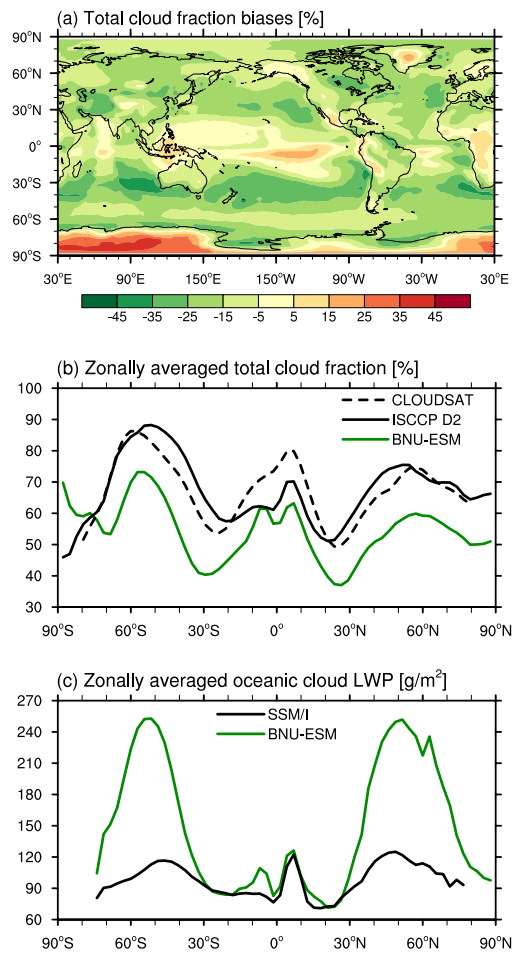 (a) Total cloud fraction biases [%]
90°N
60°N
30°N
0°
30°S
60°S
90°S
30°E 90°E 150°E 150°W 90°W 30°W 30°E
-45 -35 -25 -15 -5 5 15 25 35 45
(b) Zonally averaged total cloud fraction [%]
100
90
80
70
60
50
40
30
CLOUDSAT
ISCCP D2
BNU-ESM
90°S 60°S 30°S 0° 30°N 60°N 90°N
(c) Zonally averaged oceanic cloud LWP [g/m²]
270
240
210
180
150
120
90
60
SSM/I
BNU-ESM
90°S 60°S 30°S 0° 30°N 60°N 90°N